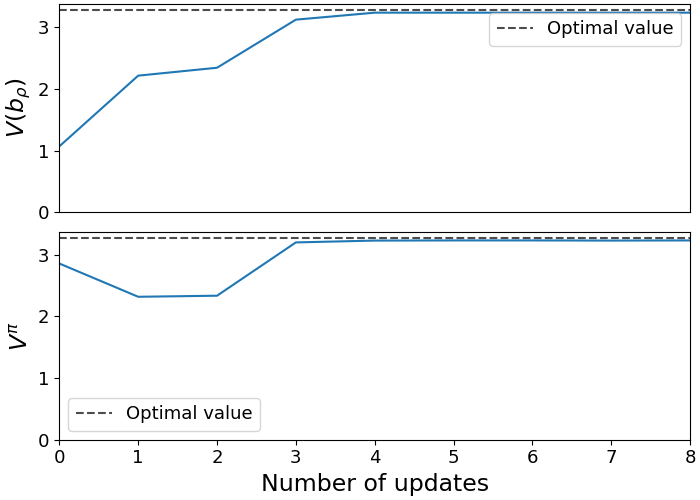 3
2
1
0
V(b_ρ)
Optimal value
3
2
1
0
V^π
Optimal value
0 1 2 3 4 5 6 7 8
Number of updates